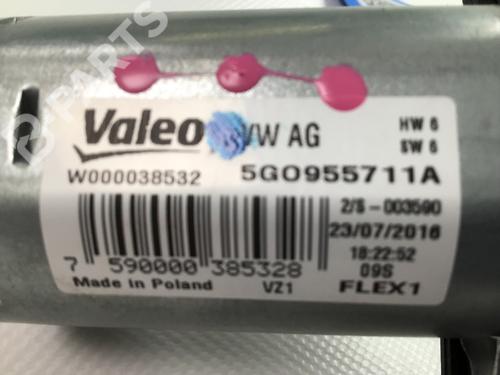 B-PARTS
Valeo VW AG HW 6
SW 6
W000038532 5G0955711A
2/S - 003590
23/07/2016
18:22:52
7 590000 385328 09S
Made in Poland VZ1 FLEX1